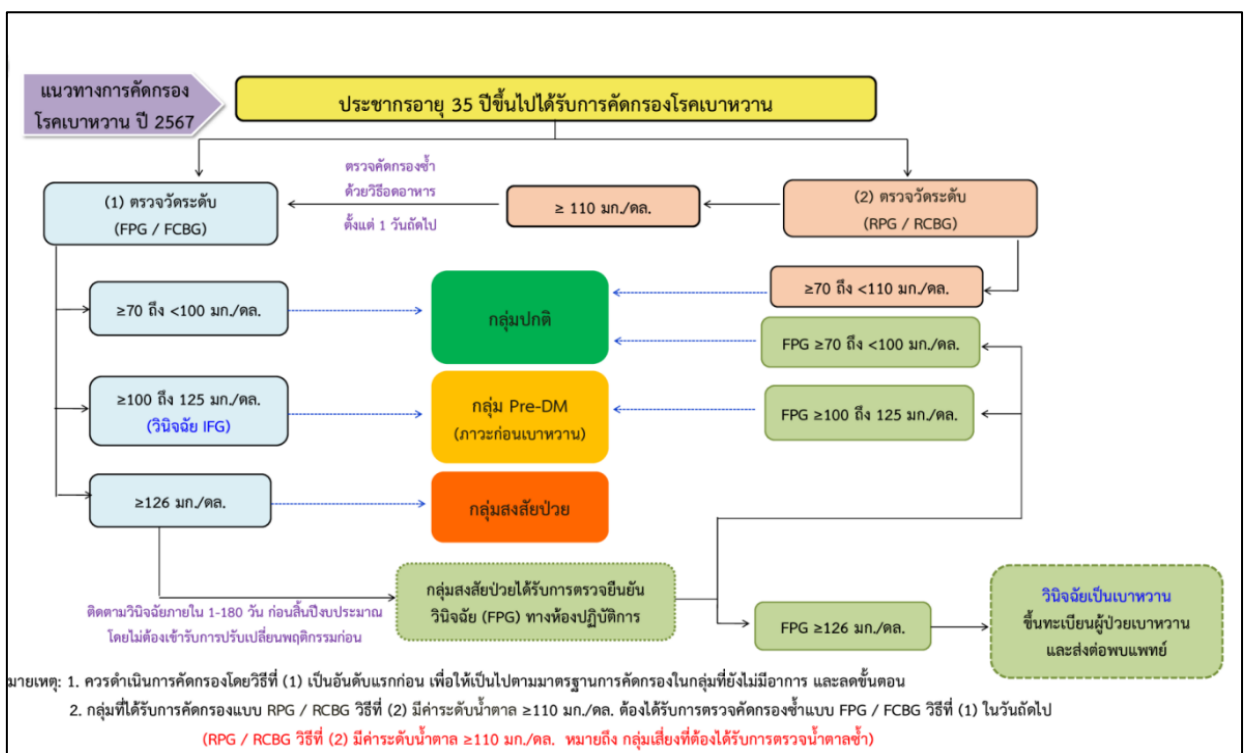 แนวทางการคัดกรอง
โรคเบาหวาน ปี 2567
ประชากรอายุ 35 ปีขึ้นไปได้รับการคัดกรองโรคเบาหวาน
(1) ตรวจวัดระดับ
(FPG / FCBG)
ตรวจคัดกรองซ้ำ
ด้วยวิธีอดอาหาร
ตั้งแต่ 1 วันถัดไป
≥ 110 มก./ดล.
(2) ตรวจวัดระดับ
(RPG / RCBG)
≥70 ถึง <100 มก./ดล.
กลุ่มปกติ
≥70 ถึง <110 มก./ดล.
FPG ≥70 ถึง <100 มก./ดล.
≥100 ถึง 125 มก./ดล.
(วินิจฉัย IFG)
กลุ่ม Pre-DM
(ภาวะก่อนเบาหวาน)
FPG ≥100 ถึง 125 มก./ดล.
≥126 มก./ดล.
กลุ่มสงสัยป่วย
ติดตามวินิจฉัยภายใน 1-180 วัน ก่อนสิ้นปีงบประมาณ
โดยไม่ต้องเข้ารับการปรับเปลี่ยนพฤติกรรมก่อน
กลุ่มสงสัยป่วยได้รับการตรวจยืนยัน
วินิจฉัย (FPG) ทางห้องปฏิบัติการ
FPG ≥126 มก./ดล.
วินิจฉัยเป็นเบาหวาน
ขึ้นทะเบียนผู้ป่วยเบาหวาน
และส่งต่อพบแพทย์
มายเหตุ: 1. ควรดำเนินการคัดกรองโดยวิธีที่ (1) เป็นอันดับแรกก่อน เพื่อให้เป็นไปตามมาตรฐานการคัดกรองในกลุ่มที่ยังไม่มีอาการ และลดขั้นตอน
2. กลุ่มที่ได้รับการคัดกรองแบบ RPG / RCBG วิธีที่ (2) มีค่าระดับน้ำตาล ≥110 มก./ดล. ต้องได้รับการตรวจคัดกรองซ้ำแบบ FPG / FCBG วิธีที่ (1) ในวันถัดไป
(RPG / RCBG วิธีที่ (2) มีค่าระดับน้ำตาล ≥110 มก./ดล. หมายถึง กลุ่มเสี่ยงที่ต้องได้รับการตรวจน้ำตาลซ้ำ)